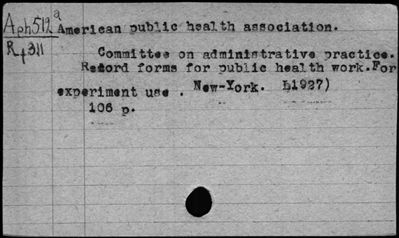 Aph512 a American public health association.
R+311
Committee on administrative practice.
Record forms for public health work.For
experiment use . New-York. [1927)
106 p.